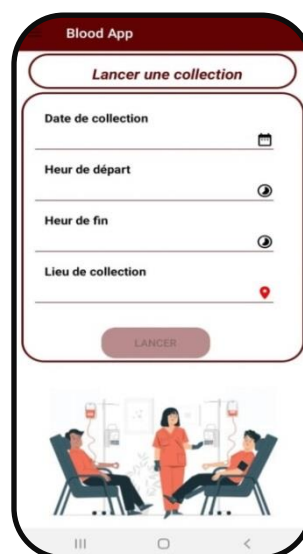 Blood App
Lancer une collection
Date de collection
Heur de départ
Heur de fin
Lieu de collection
LANCER